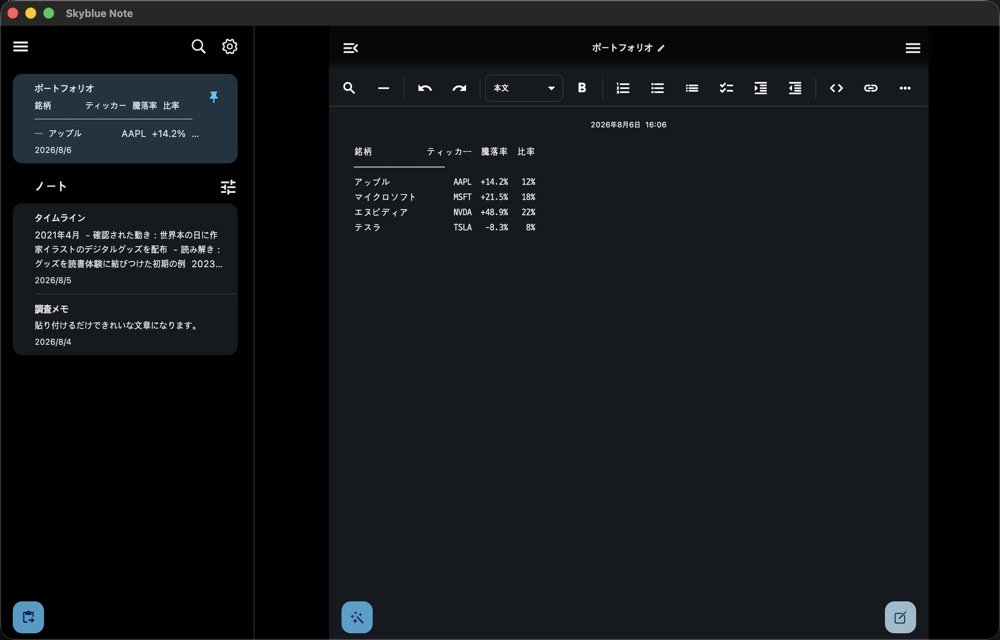 Skyblue Note
ポートフォリオ
銘柄 ティッカー 騰落率 比率
— アップル AAPL +14.2% …
2026/8/6
ノート
タイムライン
2021年4月 - 確認された動き：世界本の日に作
家イラストのデジタルグッズを配布 - 読み解き：
グッズを読書体験に結びつけた初期の例 2023…
2026/8/5
調査メモ
貼り付けるだけできれいな文章になります。
2026/8/4
ポートフォリオ
本文
B
2026年8月6日 16:06
銘柄 ティッカー 騰落率 比率
アップル AAPL +14.2% 12%
マイクロソフト MSFT +21.5% 18%
エヌビディア NVDA +48.9% 22%
テスラ TSLA -8.3% 8%